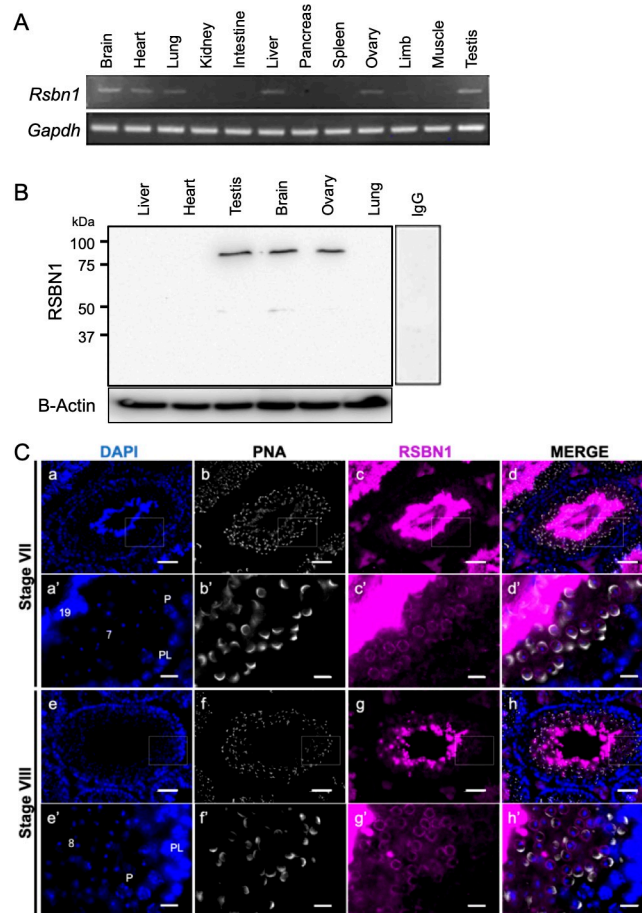 A
Brain Heart Lung Kidney Intestine Liver Pancreas Spleen Ovary Limb Muscle Testis
Rsbn1
Gapdh
B
Liver Heart Testis Brain Ovary Lung IgG
kDa
100
75
50
37
RSBN1
B-Actin
C
DAPI PNA RSBN1 MERGE
Stage VII
a b c d
a' b' c' d'
19 7 P PL
Stage VIII
e f g h
e' f' g' h'
8 P PL